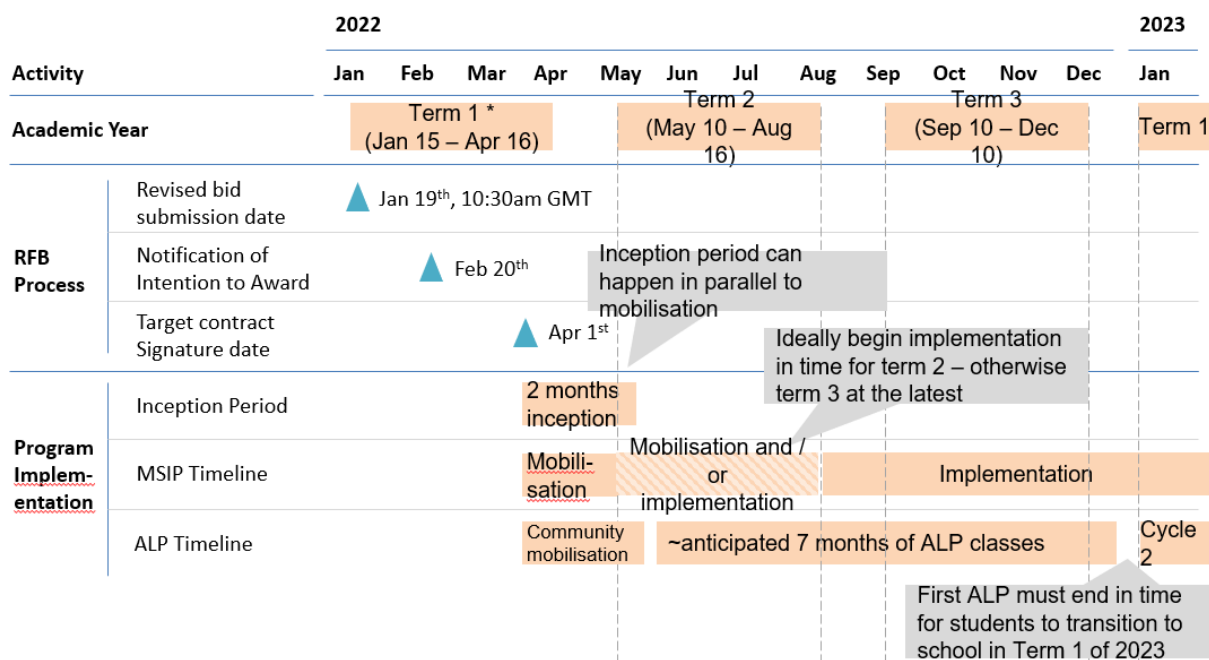 2022
2023
Activity
Jan
Feb
Mar
Apr
May
Jun
Jul
Aug
Sep
Oct
Nov
Dec
Jan
Academic Year
Term 1 *
(Jan 15 – Apr 16)
Term 2
(May 10 – Aug
16)
Term 3
(Sep 10 – Dec
10)
Term 1
RFB
Process
Revised bid
submission date
Jan 19th, 10:30am GMT
Notification of
Intention to Award
Feb 20th
Inception period can
happen in parallel to
mobilisation
Target contract
Signature date
Apr 1st
Ideally begin implementation
in time for term 2 – otherwise
term 3 at the latest
Program
Implem-
entation
Inception Period
2 months
inception
MSIP Timeline
Mobili-
sation
Mobilisation and /
or
implementation
Implementation
ALP Timeline
Community
mobilisation
~anticipated 7 months of ALP classes
Cycle
2
First ALP must end in time
for students to transition to
school in Term 1 of 2023